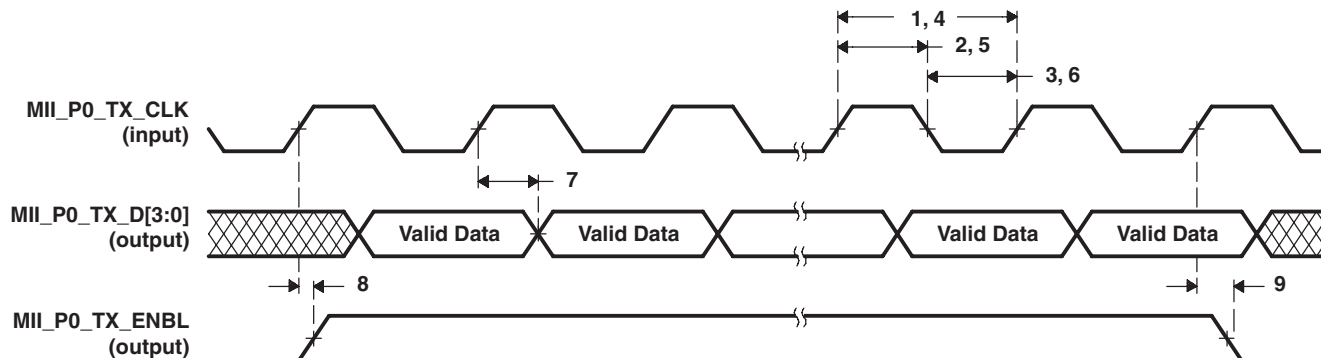 1, 4
2, 5
3, 6
MII_P0_TX_CLK
(input)
7
MII_P0_TX_D[3:0]
(output)
Valid Data
Valid Data
Valid Data
Valid Data
8
9
MII_P0_TX_ENBL
(output)